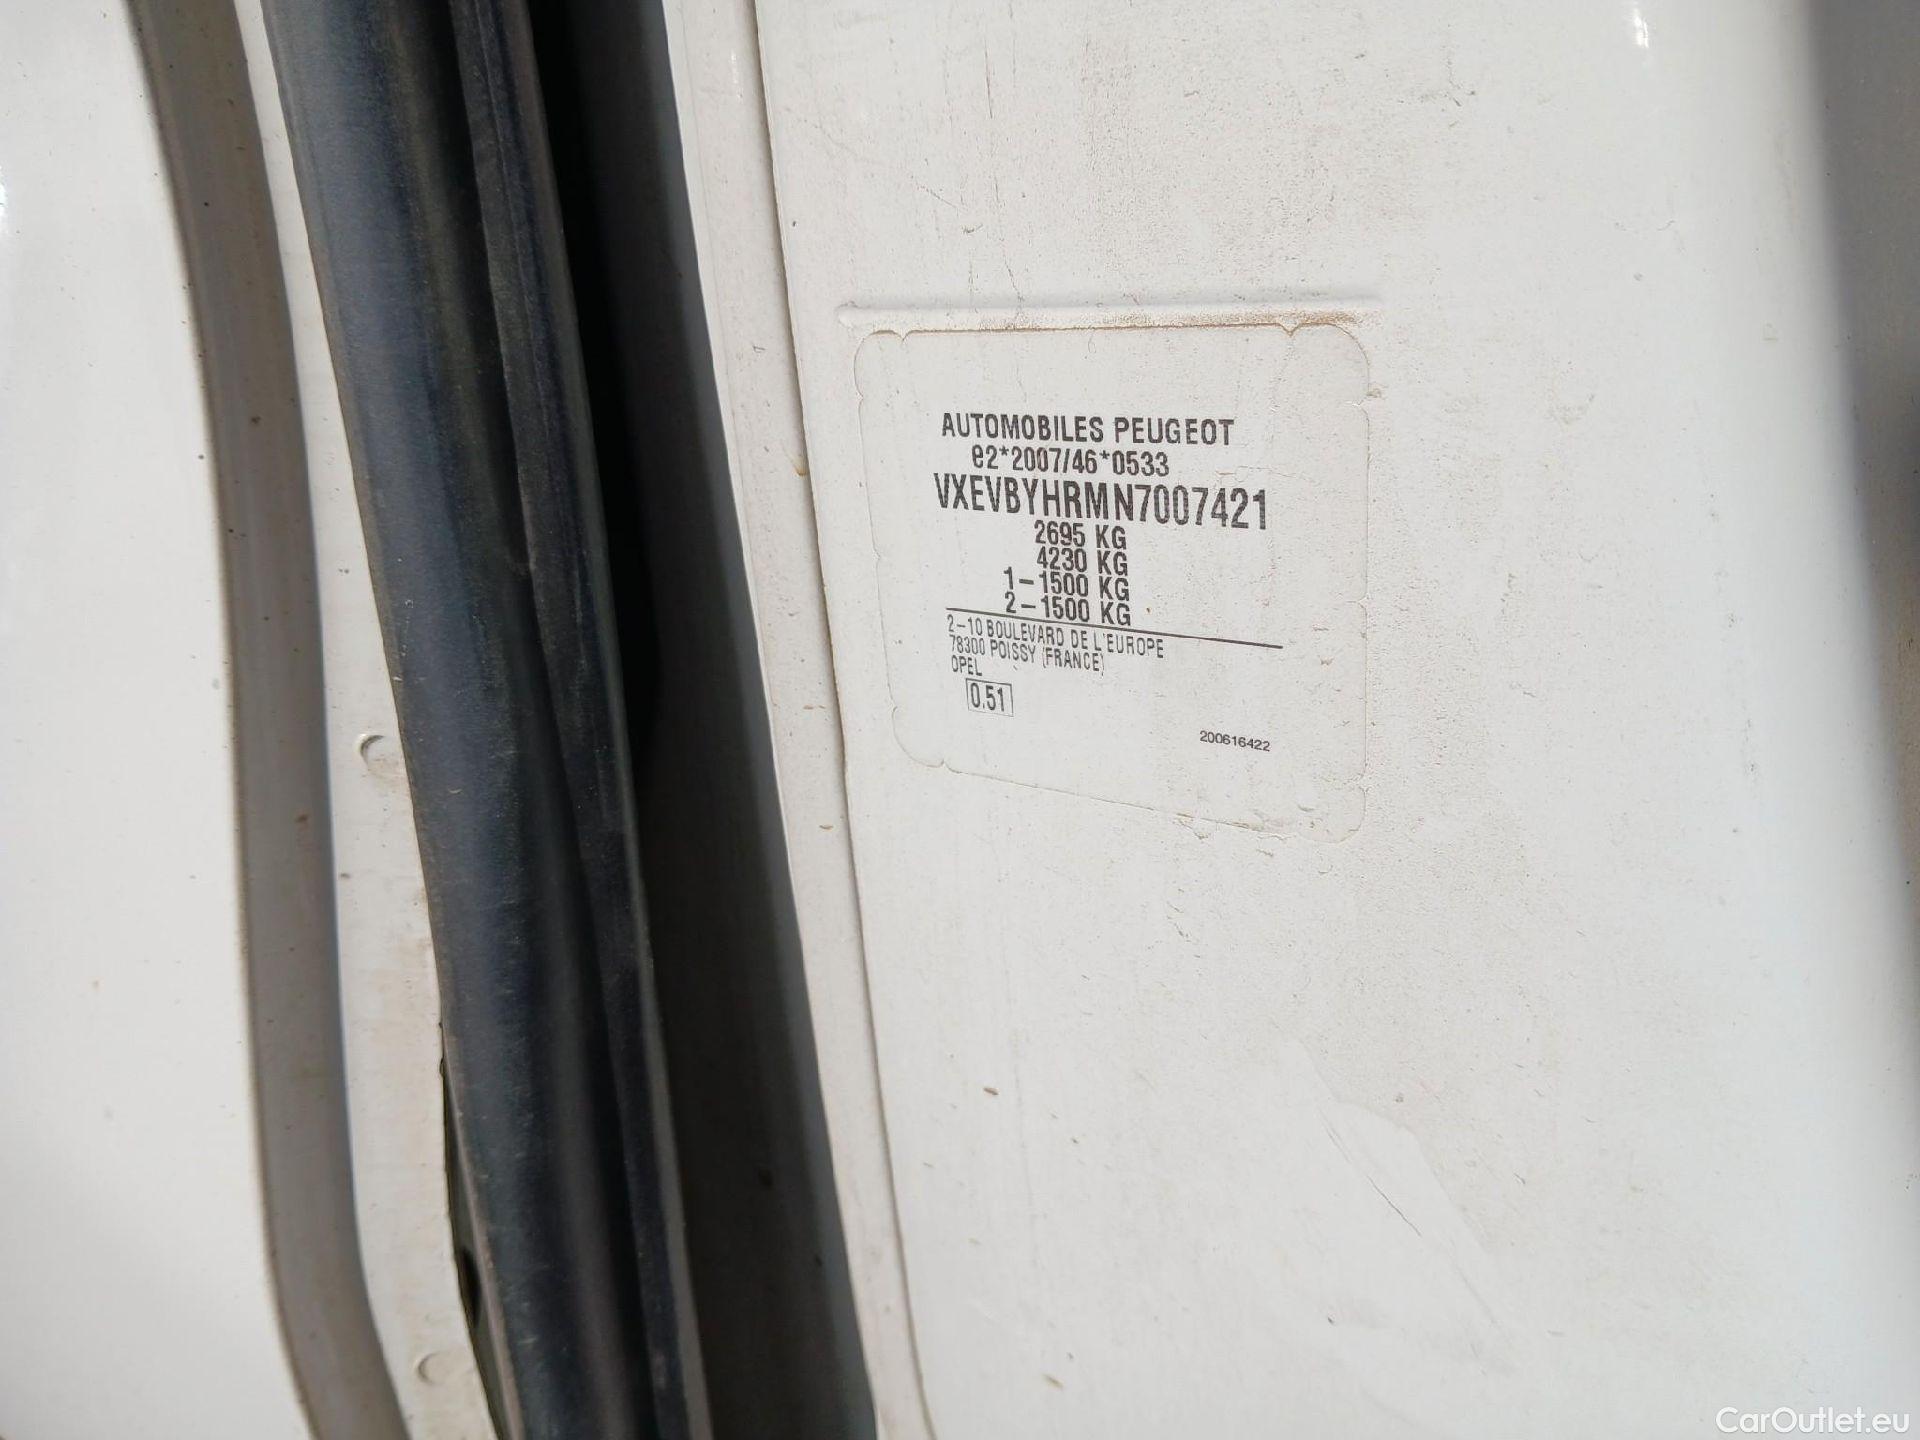 AUTOMOBILES PEUGEOT
e2*2007/46*0533
VXEVBYHRMN7007421
2695 KG
4230 KG
1-1500 KG
2-1500 KG
2-10 BOULEVARD DE L'EUROPE
78300 POISSY (FRANCE)
OPEL
0.51
200616422
CarOutlet.eu